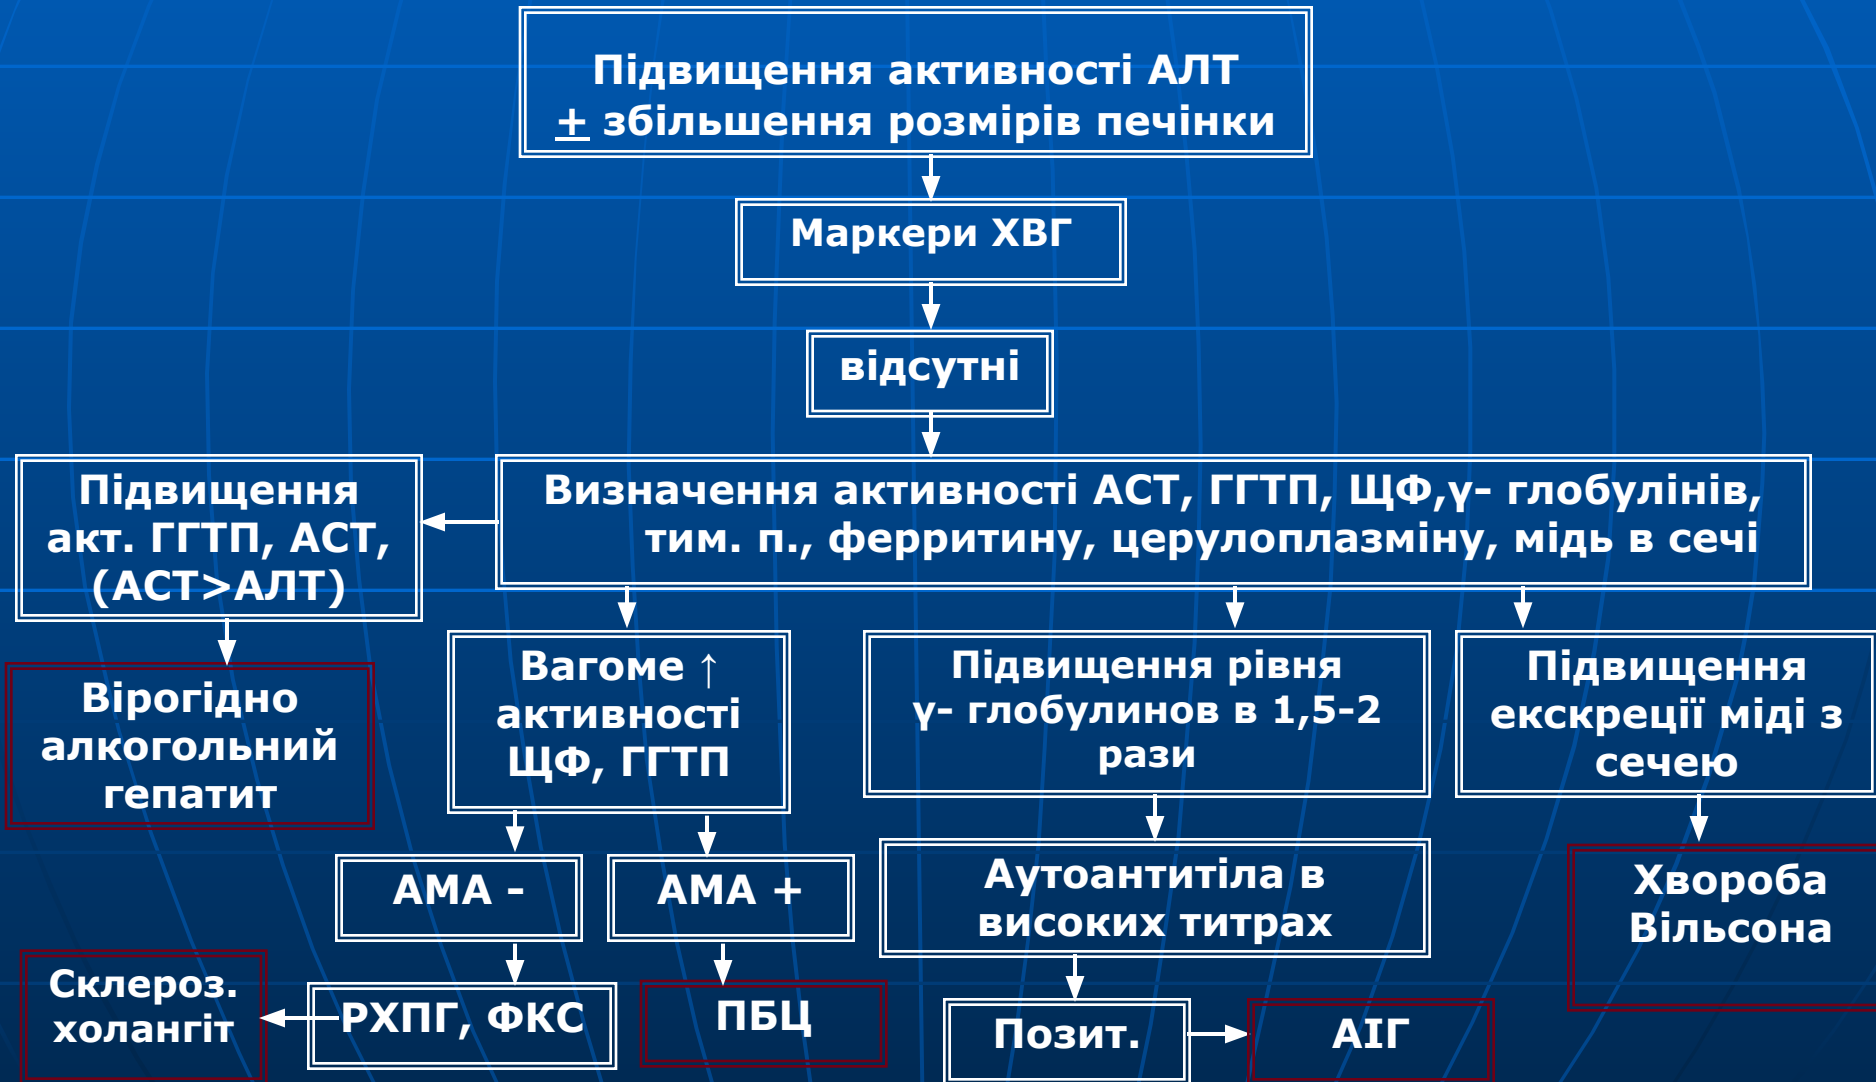 Підвищення активності АЛТ
+ збільшення розмірів печінки
Маркери ХВГ
відсутні
Визначення активності АСТ, ГГТП, ЩФ,γ- глобулінів,
тим. п., ферритину, церулоплазміну, мідь в сечі
Підвищення
акт. ГГТП, АСТ,
(АСТ>АЛТ)
Вірогідно
алкогольний
гепатит
Вагоме ↑
активності
ЩФ, ГГТП
Підвищення рівня
γ- глобулинов в 1,5-2
рази
Підвищення
екскреції міді з
сечею
АМА –
АМА +
Аутоантитіла в
високих титрах
Хвороба
Вільсона
Склероз.
холангіт
РХПГ, ФКС
ПБЦ
Позит.
АІГ